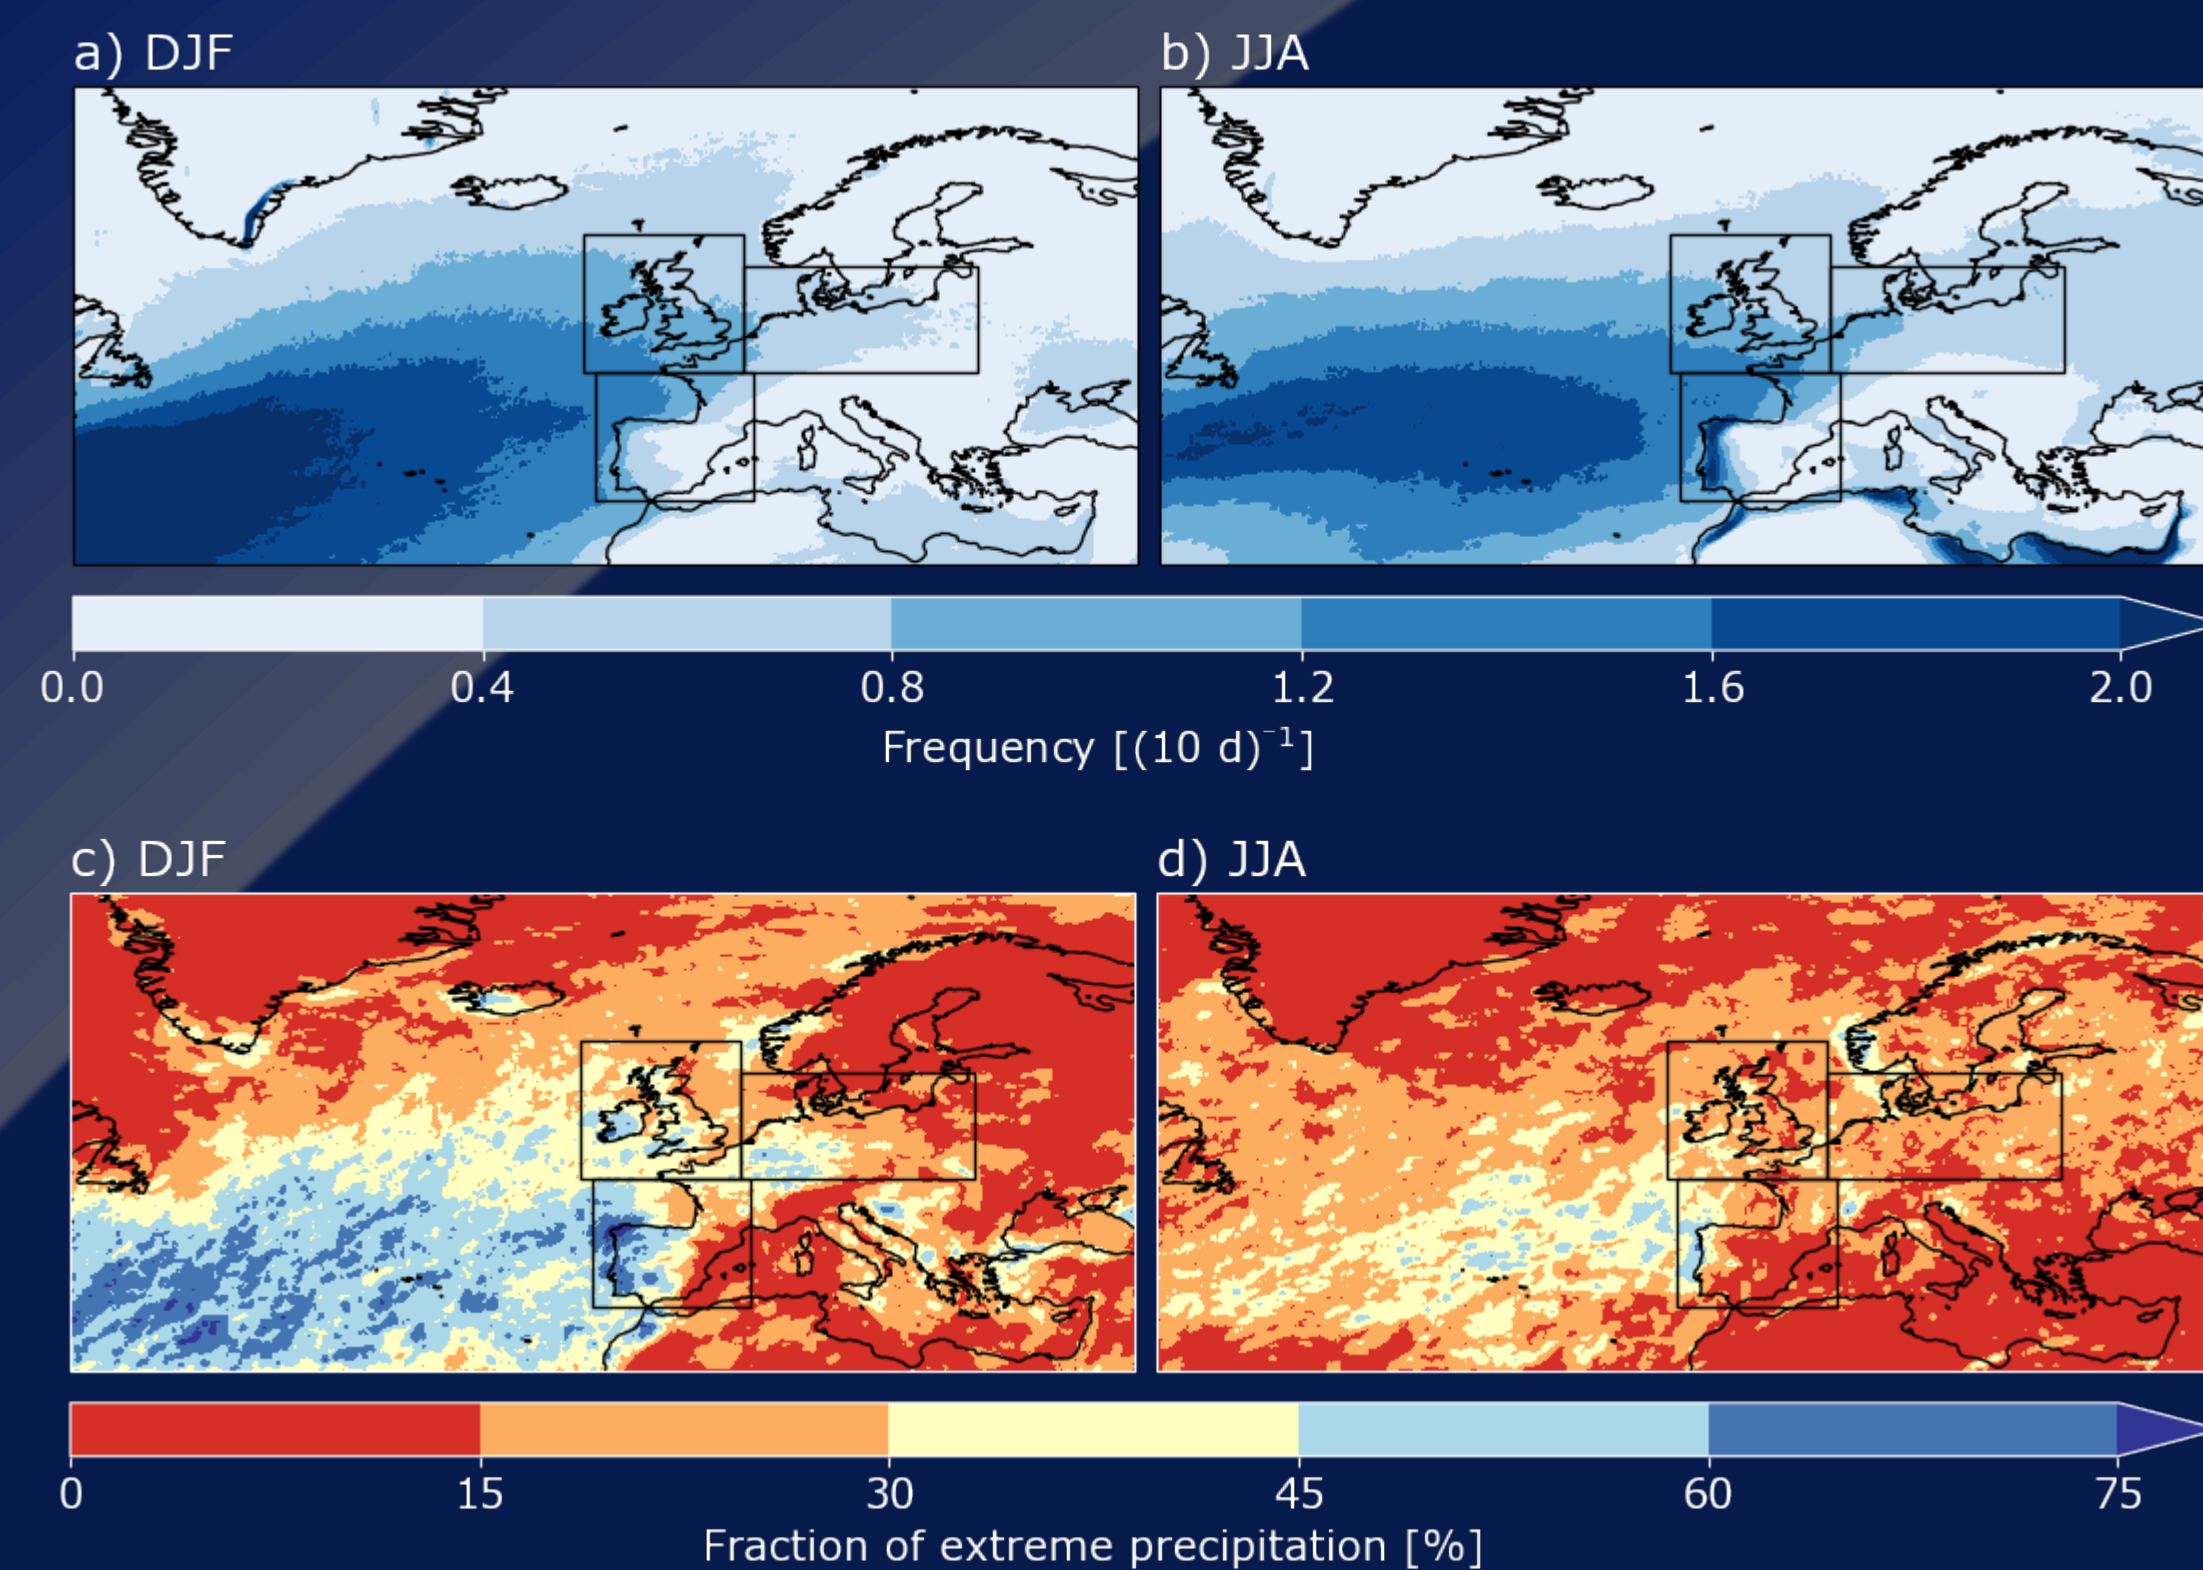 a) DJF
b) JJA
0.0 0.4 0.8 1.2 1.6 2.0
Frequency [(10 d)⁻¹]
c) DJF
d) JJA
0 15 30 45 60 75
Fraction of extreme precipitation [%]